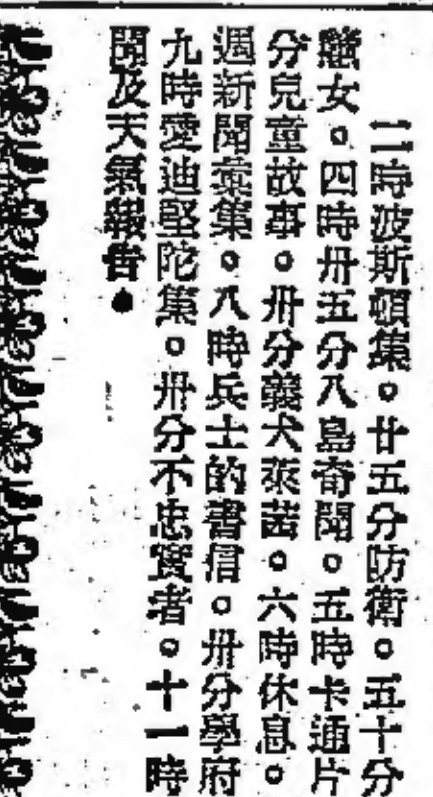 二時波斯頓集。廿五分防衛。五十分
戇女。四時卅五分八島奇聞。五時卡通片
分兒童故事。卅分義犬萊茜。六時休息。
週新聞彙集。八時兵士的書信。卅分學府
九時愛迪堅陀集。卅分不忠實者。十一時
聞及天氣報告●